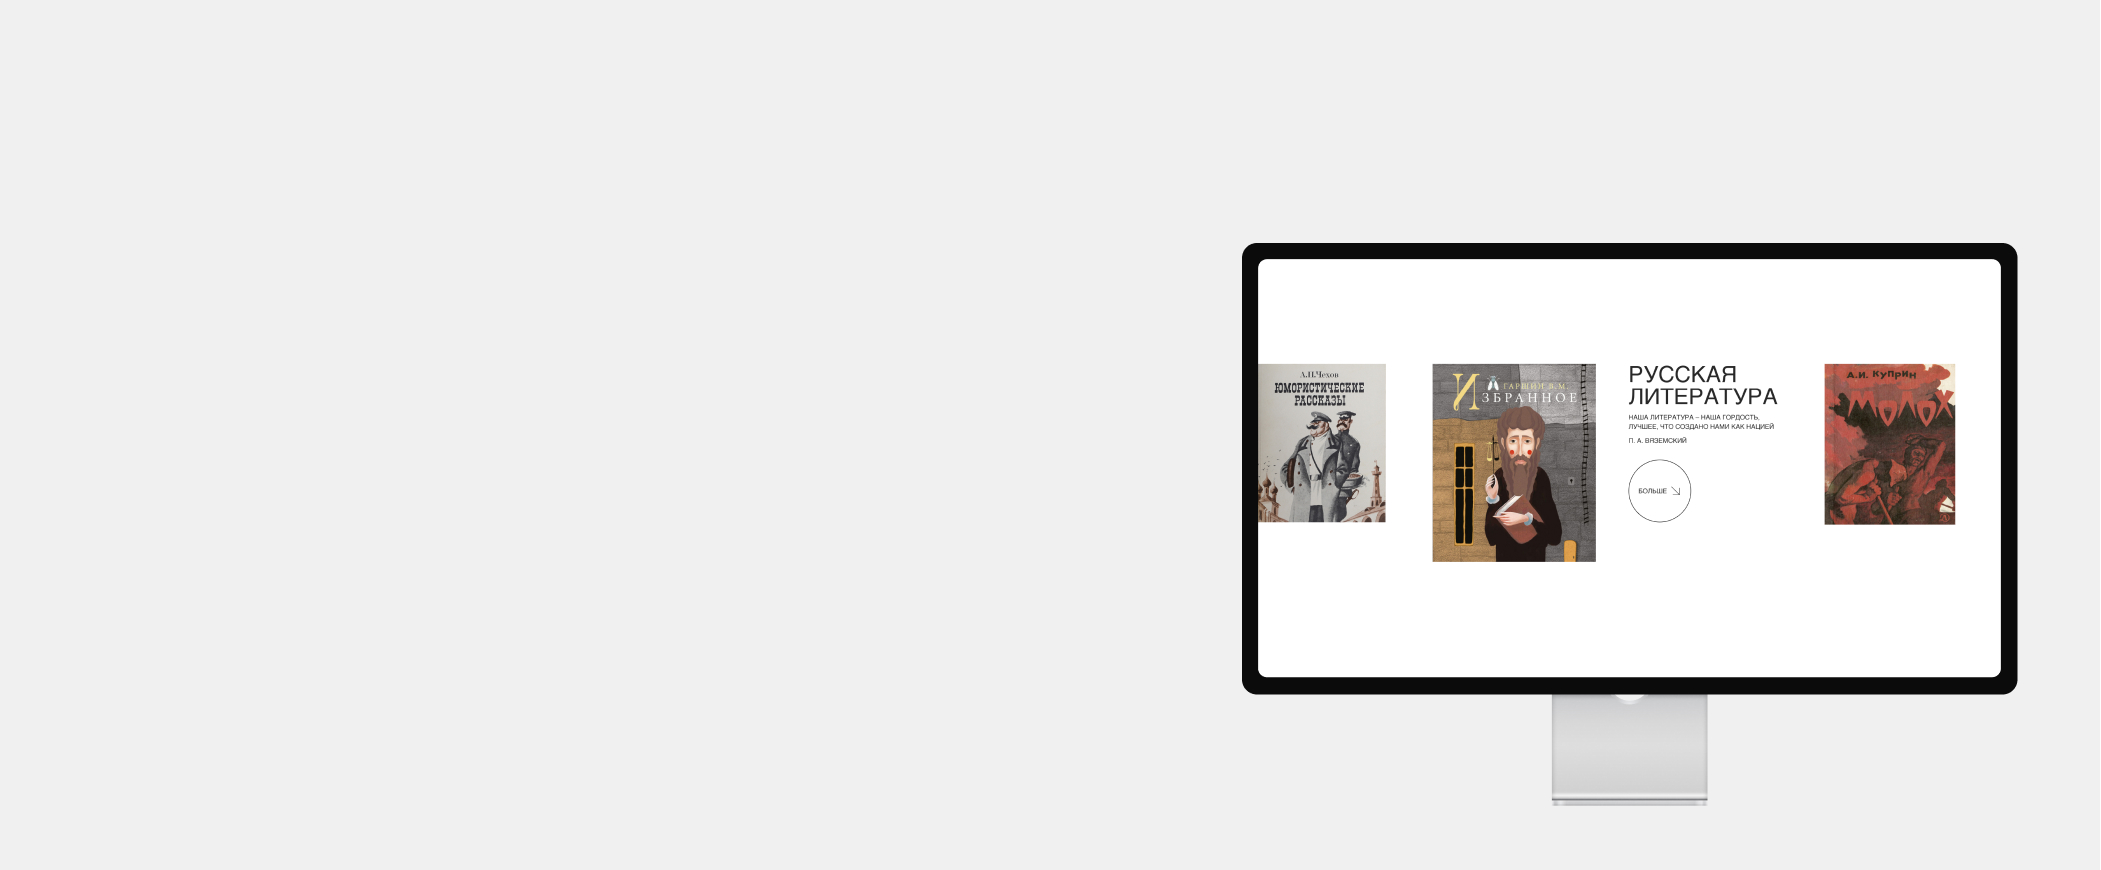 А.П.Чехов
ЮМОРИСТИЧЕСКИЕ
РАССКАЗЫ
ГАРШИН В.М.
ИЗБРАННОЕ
РУССКАЯ
ЛИТЕРАТУРА
НАША ЛИТЕРАТУРА – НАША ГОРДОСТЬ,
ЛУЧШЕЕ, ЧТО СОЗДАНО НАМИ КАК НАЦИЕЙ
П. А. ВЯЗЕМСКИЙ
БОЛЬШЕ
А.И. КУПРИН
МОЛОХ